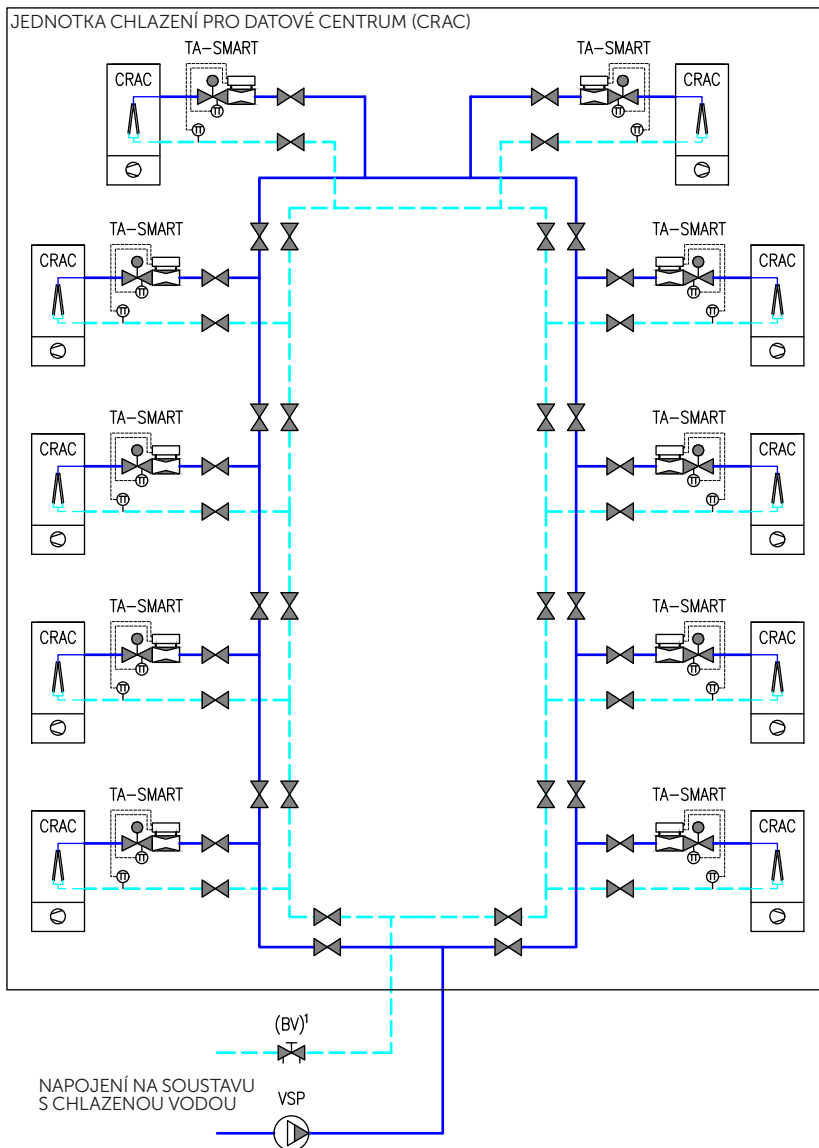 JEDNOTKA CHLAZENÍ PRO DATOVÉ CENTRUM (CRAC)
TA-SMART
TA-SMART
CRAC
CRAC
TA-SMART
TA-SMART
CRAC
CRAC
TA-SMART
TA-SMART
CRAC
CRAC
TA-SMART
TA-SMART
CRAC
CRAC
TA-SMART
TA-SMART
CRAC
CRAC
(BV)¹
NAPOJENÍ NA SOUSTAVU
S CHLAZENOU VODOU
VSP